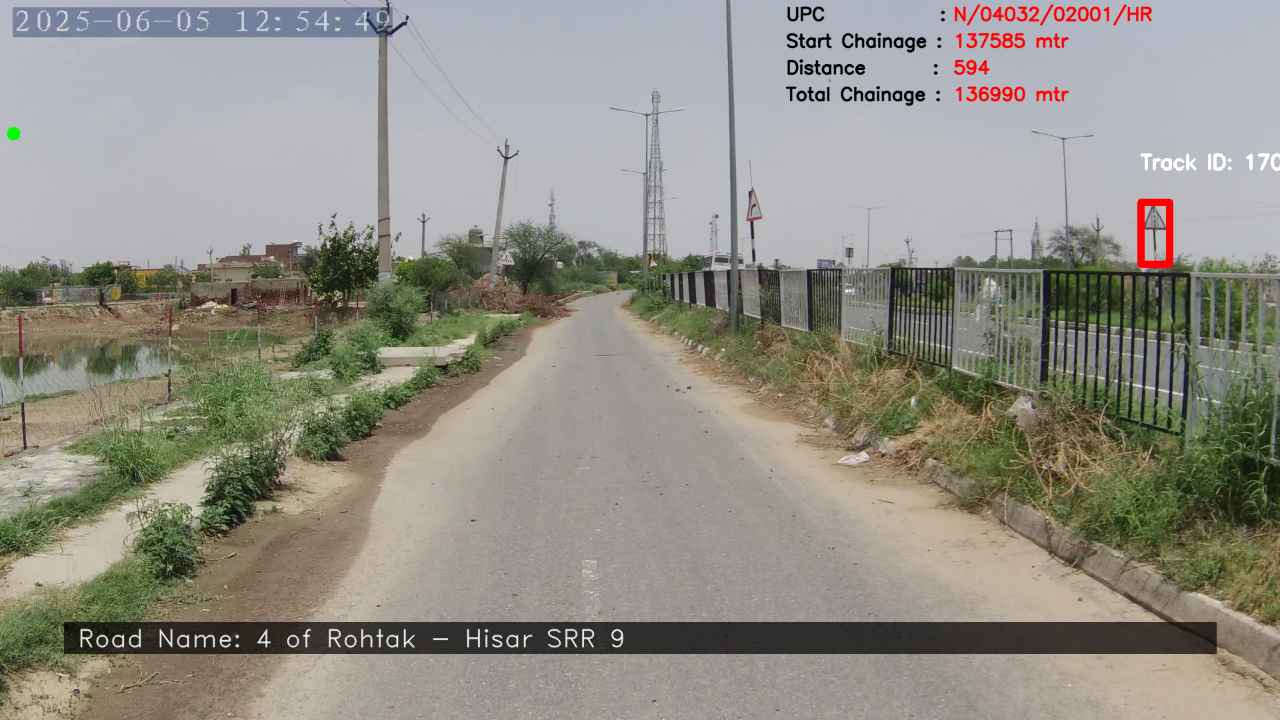 2025-06-05 12:54:49
UPC : N/04032/02001/HR
Start Chainage : 137585 mtr
Distance : 594
Total Chainage : 136990 mtr
Track ID: 170
Road Name: 4 of Rohtak - Hisar SRR 9